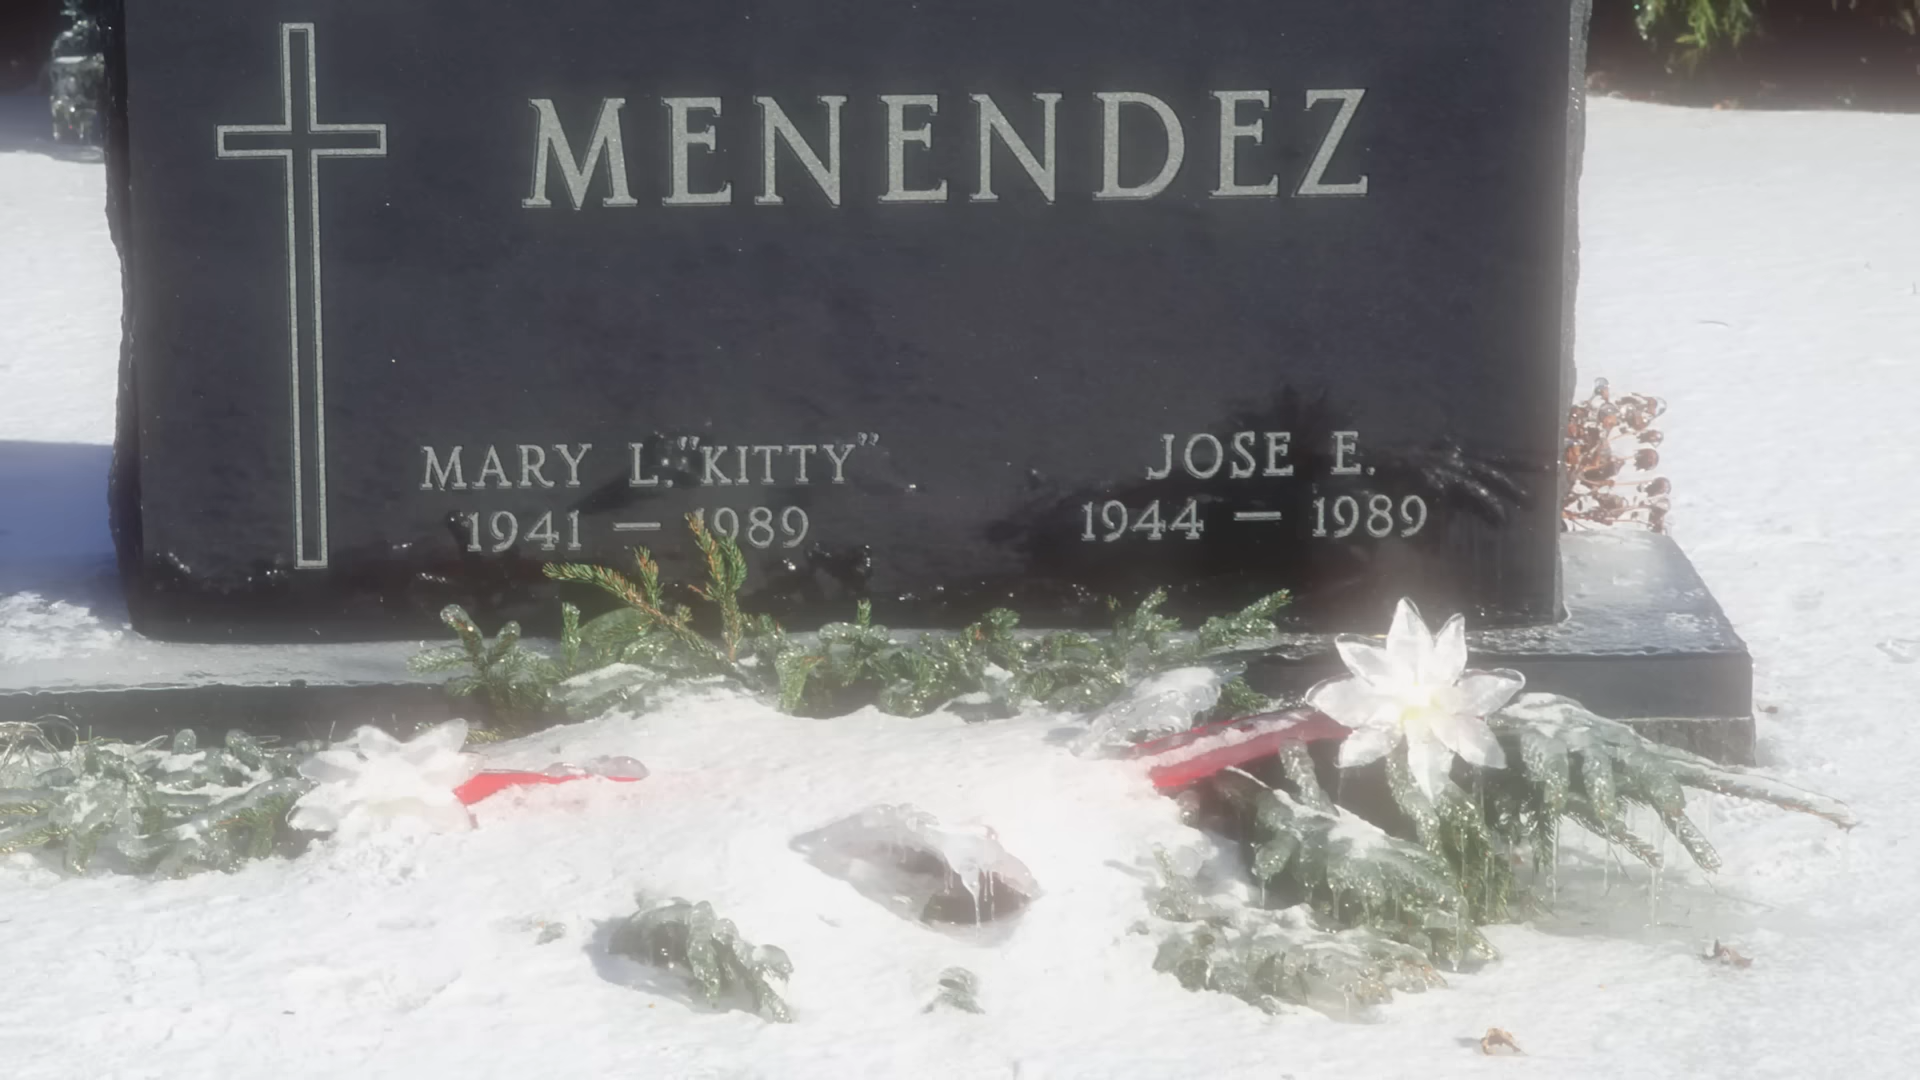 MENENDEZ
MARY L. "KITTY"
1941 — 1989
JOSE E.
1944 — 1989